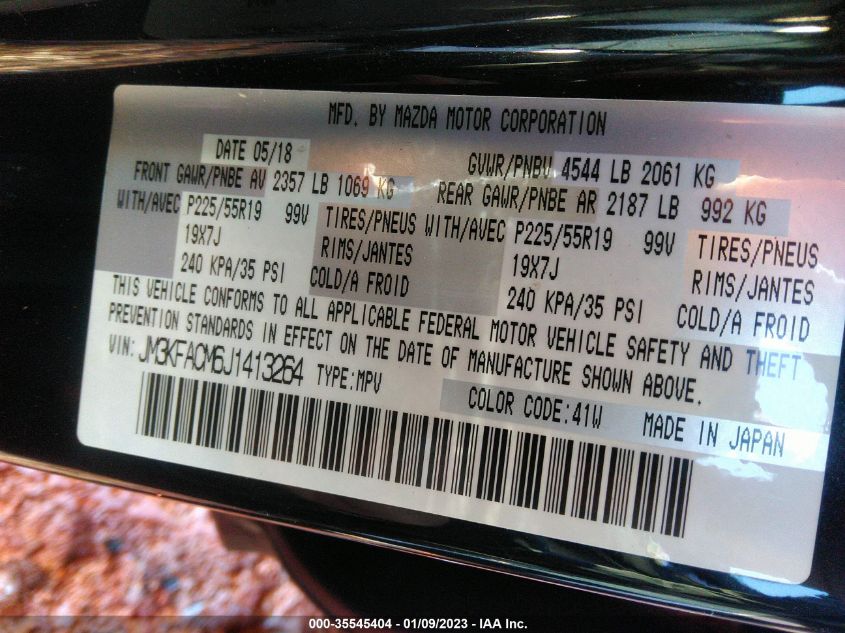 MFD. BY MAZDA MOTOR CORPORATION
DATE 05/18 GVWR/PNBV 4544 LB 2061 KG
FRONT GAWR/PNBE AV 2357 LB 1069 KG REAR GAWR/PNBE AR 2187 LB 992 KG
WITH/AVEC P225/55R19 99V TIRES/PNEUS WITH/AVEC P225/55R19 99V TIRES/PNEUS
19X7J RIMS/JANTES 19X7J RIMS/JANTES
240 KPA/35 PSI COLD/A FROID 240 KPA/35 PSI COLD/A FROID
THIS VEHICLE CONFORMS TO ALL APPLICABLE FEDERAL MOTOR VEHICLE SAFETY AND THEFT
PREVENTION STANDARDS IN EFFECT ON THE DATE OF MANUFACTURE SHOWN ABOVE.
VIN: JM3KFACM6J1413264 TYPE:MPV
COLOR CODE:41W MADE IN JAPAN
000-35545404 - 01/09/2023 - IAA Inc.